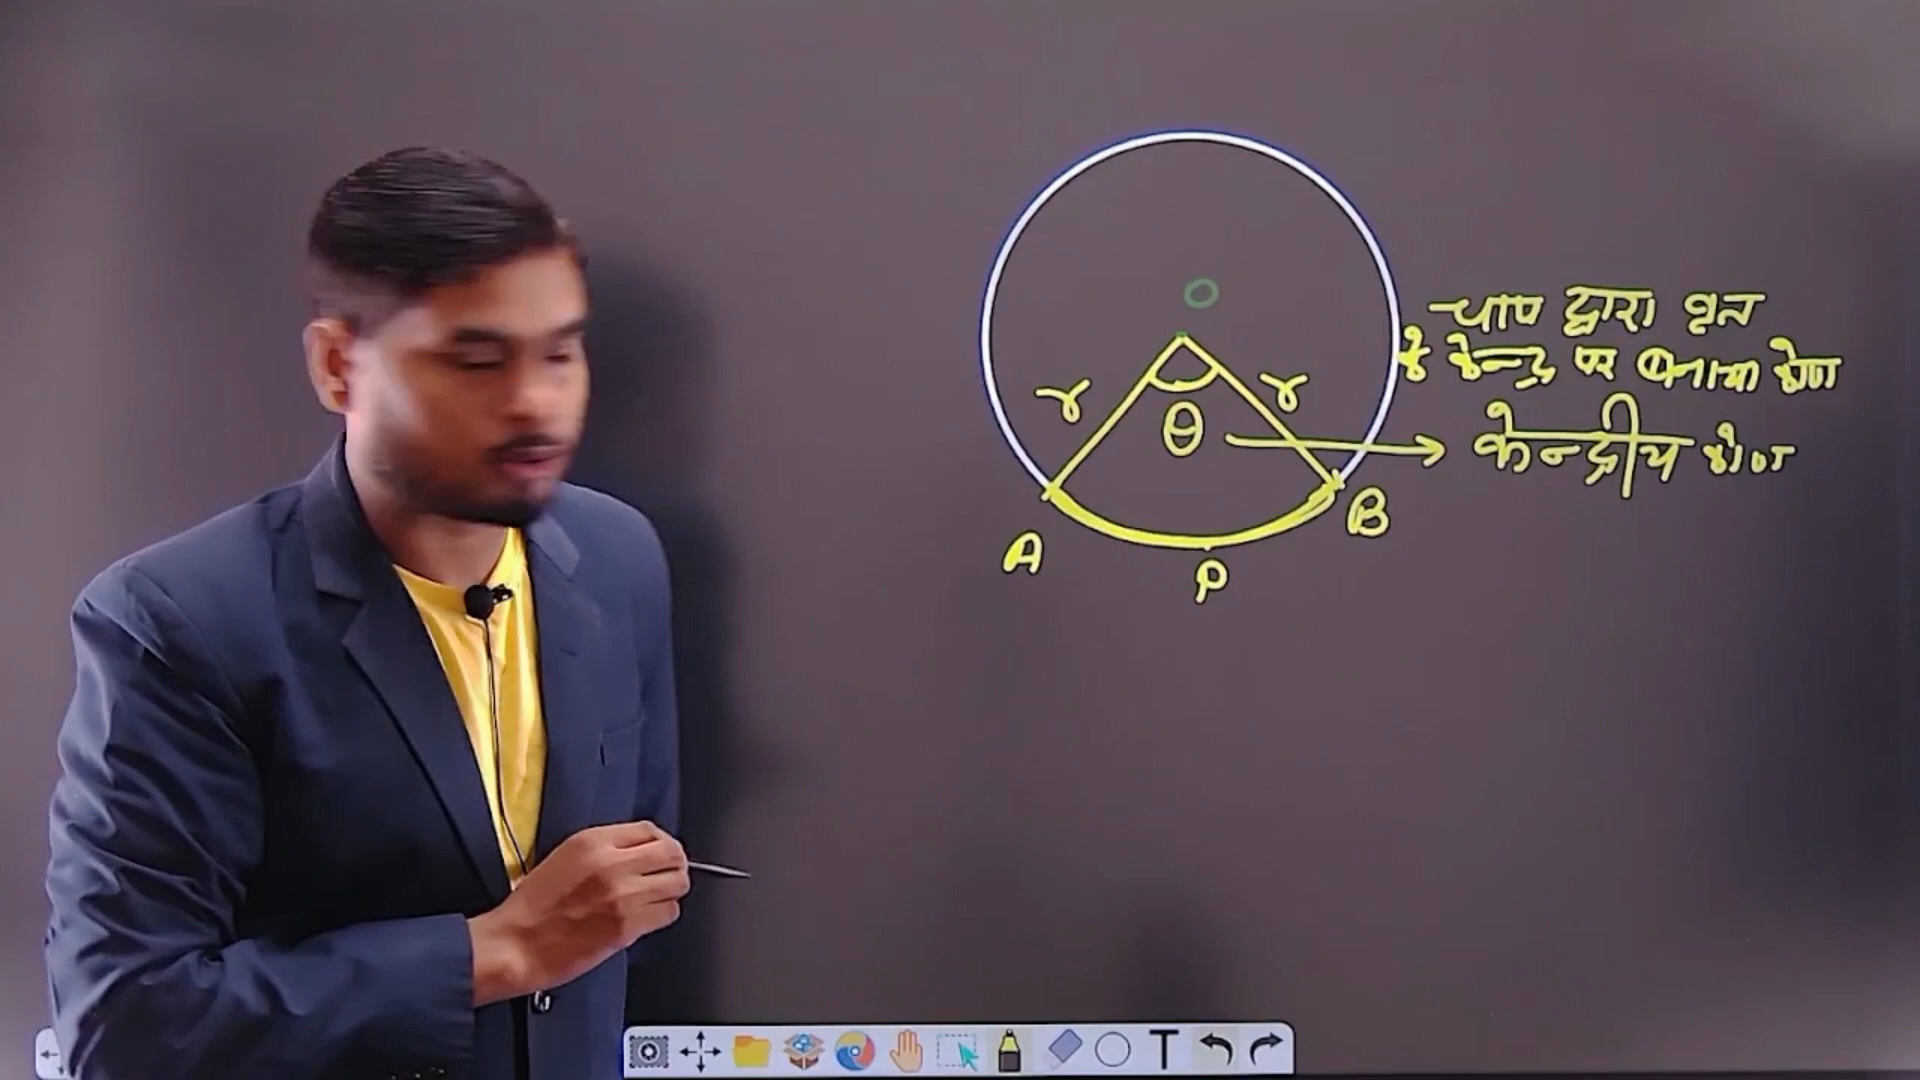 O
चाप द्वारा वृत
के केन्द्र पर बनाया कोण
r
r
θ
केन्द्रीय कोण
A
B
P
T